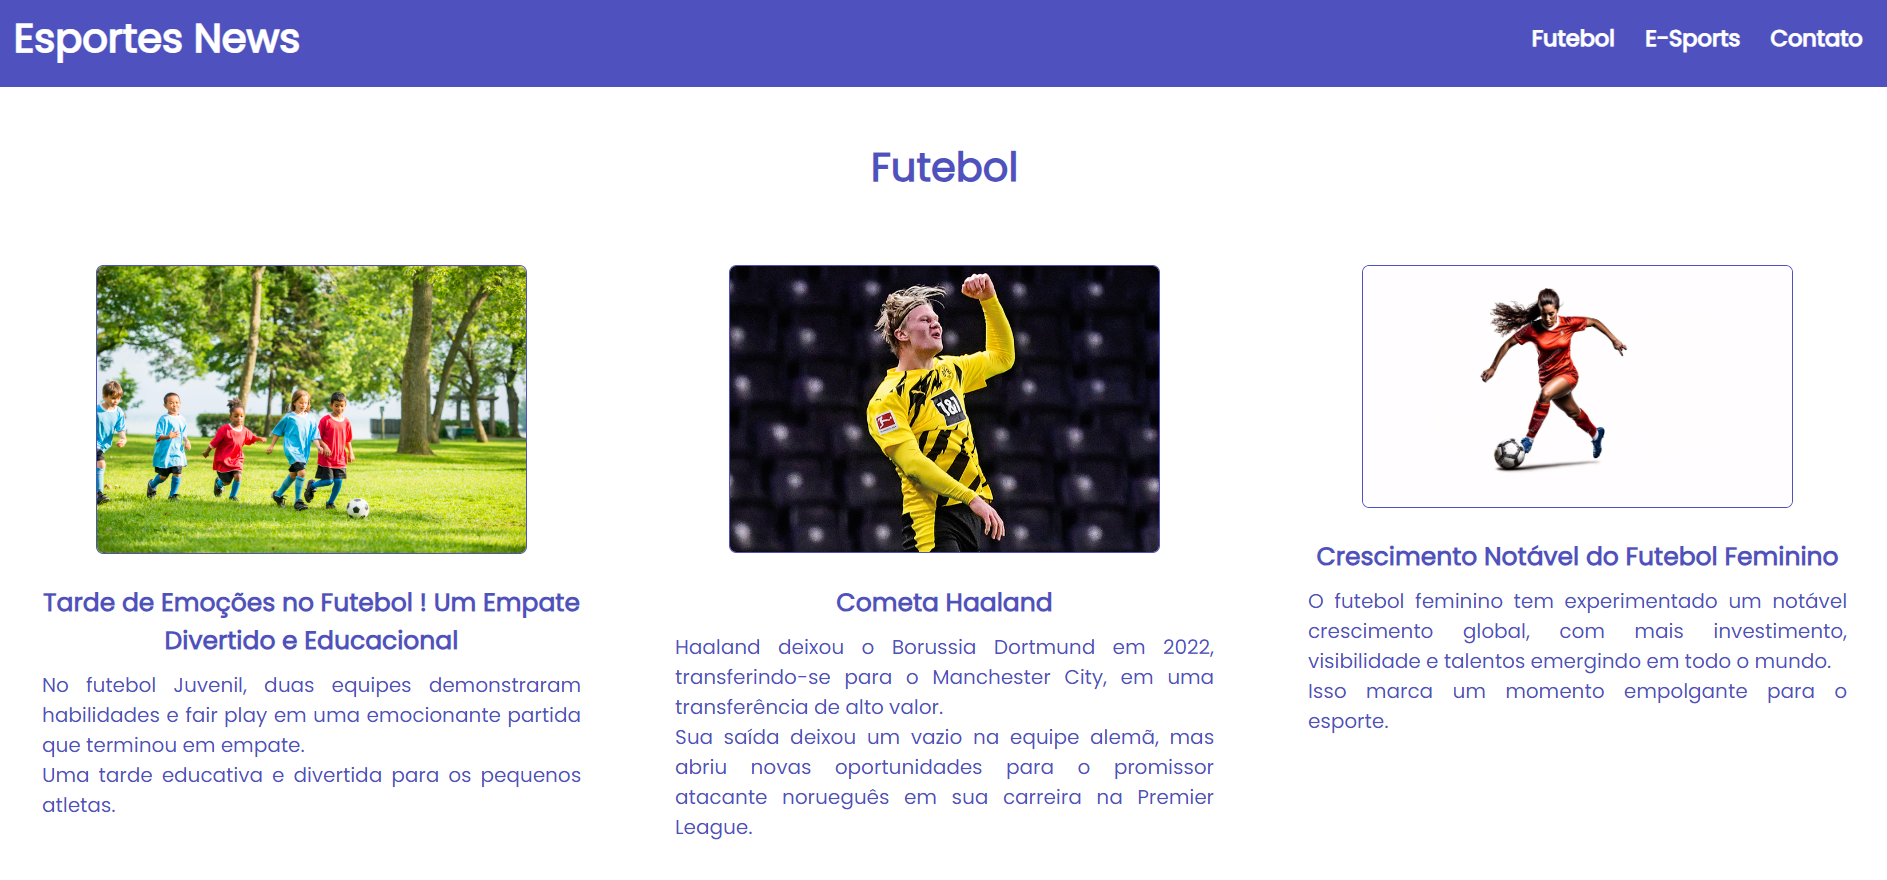 Esportes News
Futebol
E-Sports
Contato
Futebol
1&1
Tarde de Emoções no Futebol ! Um Empate
Divertido e Educacional
No futebol Juvenil, duas equipes demonstraram
habilidades e fair play em uma emocionante partida
que terminou em empate.
Uma tarde educativa e divertida para os pequenos
atletas.
Cometa Haaland
Haaland deixou o Borussia Dortmund em 2022,
transferindo-se para o Manchester City, em uma
transferência de alto valor.
Sua saída deixou um vazio na equipe alemã, mas
abriu novas oportunidades para o promissor
atacante norueguês em sua carreira na Premier
League.
Crescimento Notável do Futebol Feminino
O futebol feminino tem experimentado um notável
crescimento global, com mais investimento,
visibilidade e talentos emergindo em todo o mundo.
Isso marca um momento empolgante para o
esporte.